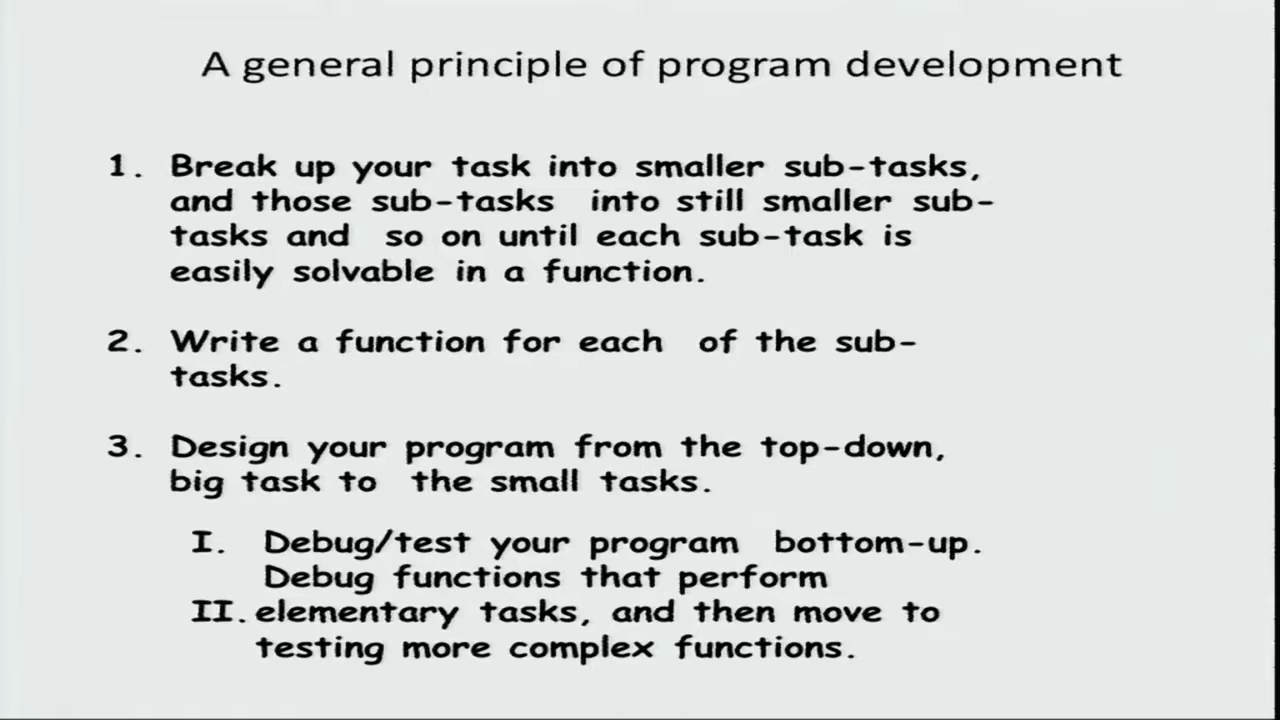 A general principle of program development
1. Break up your task into smaller sub-tasks,
and those sub-tasks into still smaller sub-
tasks and so on until each sub-task is
easily solvable in a function.
2. Write a function for each of the sub-
tasks.
3. Design your program from the top-down,
big task to the small tasks.
I. Debug/test your program bottom-up.
Debug functions that perform
II. elementary tasks, and then move to
testing more complex functions.